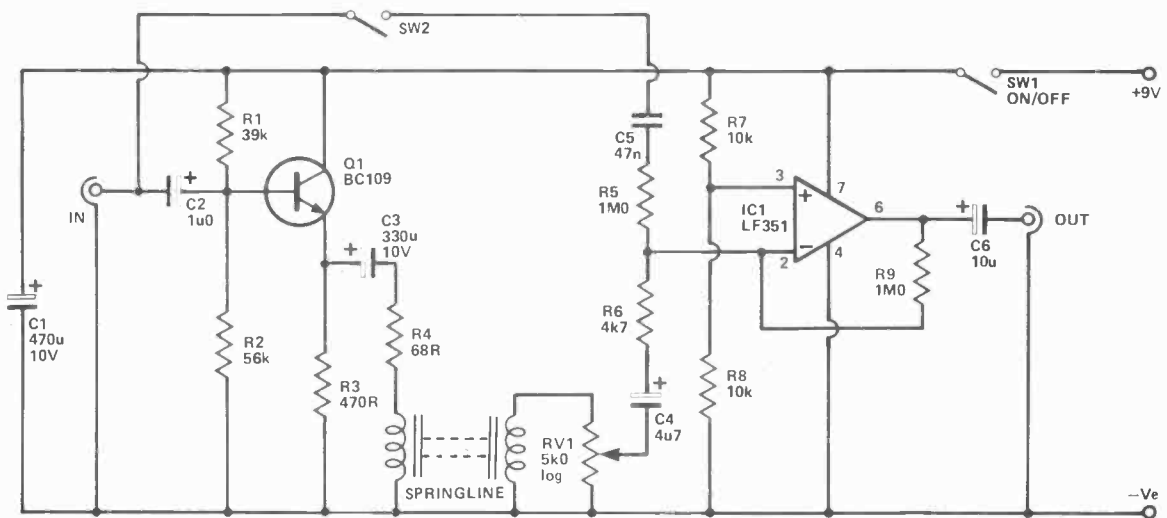 SW2
SW1
ON/OFF
+9V
R1
39k
R7
10k
C5
47n
Q1
BC109
IN
+
C2
1u0
R5
1M0
3
+
7
IC1
LF351
6
−
2
4
+
C6
10u
OUT
C3
330u
10V
+
R9
1M0
+
C1
470u
10V
R2
56k
R4
68R
R6
4k7
R3
470R
R8
10k
+
C4
4u7
RV1
5k0
log
SPRINGLINE
−Ve